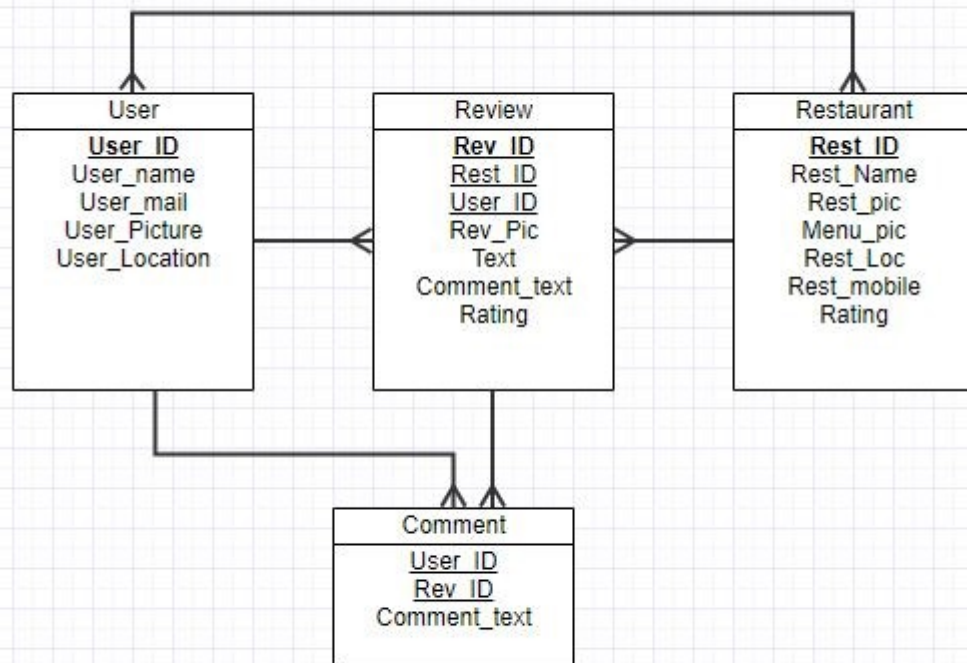 User
User_ID
User_name
User_mail
User_Picture
User_Location
Review
Rev_ID
Rest_ID
User_ID
Rev_Pic
Text
Comment_text
Rating
Restaurant
Rest_ID
Rest_Name
Rest_pic
Menu_pic
Rest_Loc
Rest_mobile
Rating
Comment
User_ID
Rev_ID
Comment_text